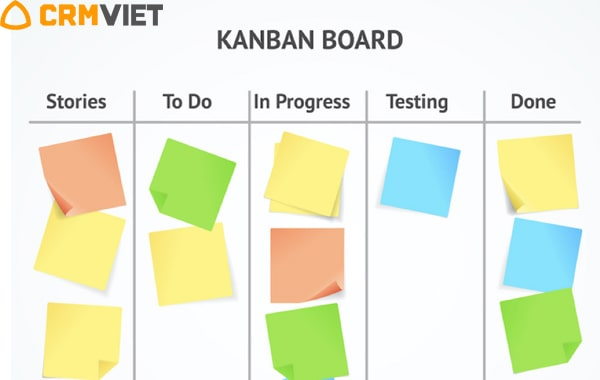 CRMVIET
KANBAN BOARD
Stories
To Do
In Progress
Testing
Done